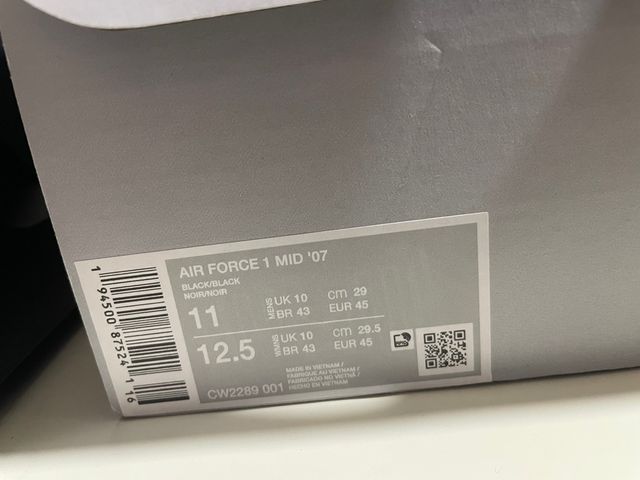 AIR FORCE 1 MID '07
BLACK/BLACK
NOIR/NOIR
11 MENS UK 10 CM 29
BR 43 EUR 45
12.5 WMNS UK 10 CM 29.5
BR 43 EUR 45
MADE IN VIETNAM /
FABRIQUE AU VIETNAM /
FABRICADO NO VIETNÃ /
HECHO EN VIETNAM
CW2289 001
1 94500 87524 1 16